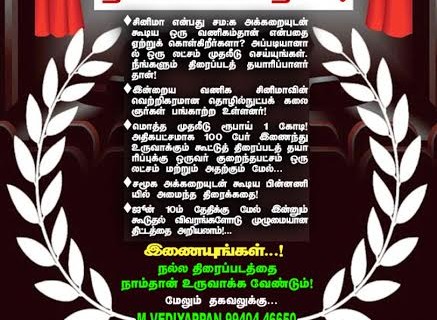 சினிமா என்பது சமூக அக்கறையுடன்
கூடிய ஒரு வணிகம்தான் என்பதை
ஏற்றுக் கொள்கிறீர்களா? அப்படியானா
ல் ஒரு லட்சம் முதலீடு செய்யுங்கள்.
நீங்களும் திரைப்படத் தயாரிப்பாளர்
தான்!
இன்றைய வணிக சினிமாவின்
வெற்றிகரமான தொழில்நுட்பக் கலை
ஞர்கள் பங்காற்ற உள்ளனர்!
மொத்த முதலீடு ரூபாய் 1 கோடி!
அதிகபட்சமாக 100 பேர் இணைந்து
உருவாக்கும் கூட்டுத் திரைப்படத் தயா
ரிப்புக்கு ஒருவர் குறைந்தபட்சம் ஒரு
லட்சம் மற்றும் அதற்கும் மேல்...
சமூக அக்கறையுடன் கூடிய பின்னணி
யில் அமைந்த திரைக்கதை!
ஜூன் 10ம் தேதிக்கு மேல் இன்னும்
கூடுதல் விவரங்களோடு முழுமையான
திட்டத்தை அறியலாம்!...
இணையுங்கள்...!
நல்ல திரைப்படத்தை
நாம்தான் உருவாக்க வேண்டும்!
மேலும் தகவலுக்கு...
M.VEDIYAPPAN 99404 46650